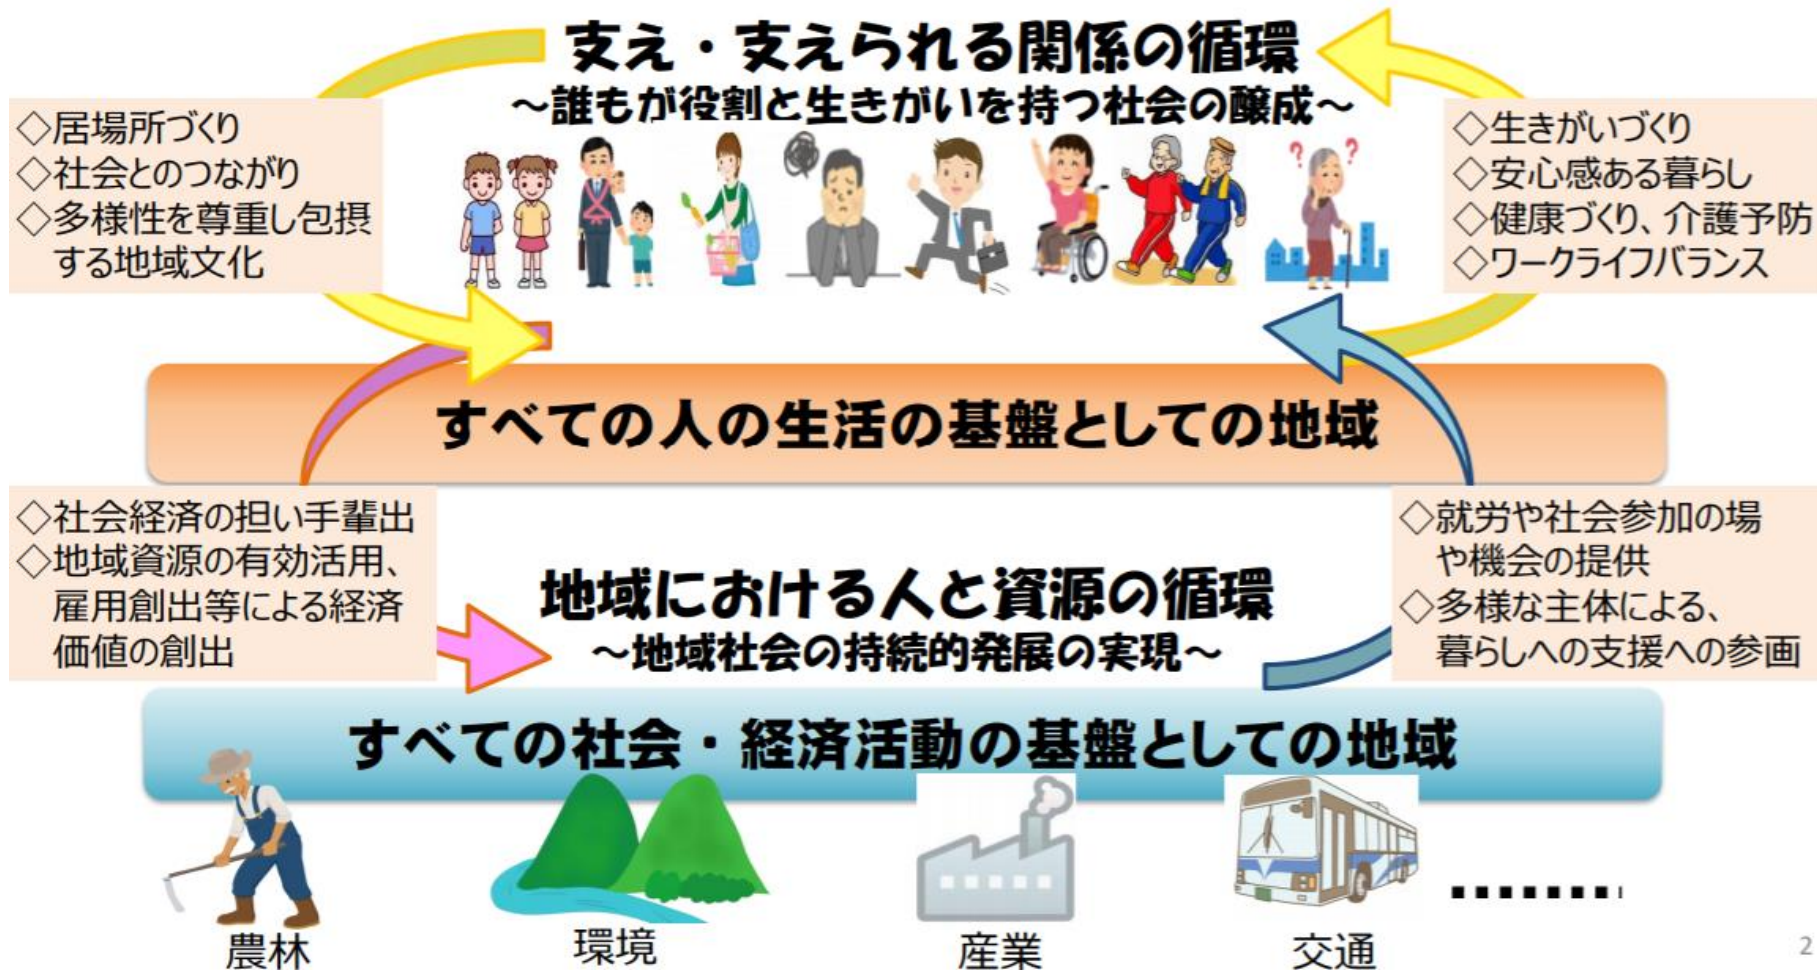 支え・支えられる関係の循環
～誰もが役割と生きがいを持つ社会の醸成～
◇居場所づくり
◇社会とのつながり
◇多様性を尊重し包摂
する地域文化
◇生きがいづくり
◇安心感ある暮らし
◇健康づくり、介護予防
◇ワークライフバランス
? ?
すべての人の生活の基盤としての地域
◇社会経済の担い手輩出
◇地域資源の有効活用、
雇用創出等による経済
価値の創出
地域における人と資源の循環
～地域社会の持続的発展の実現～
◇就労や社会参加の場
や機会の提供
◇多様な主体による、
暮らしへの支援への参画
すべての社会・経済活動の基盤としての地域
農林
環境
産業
交通
2